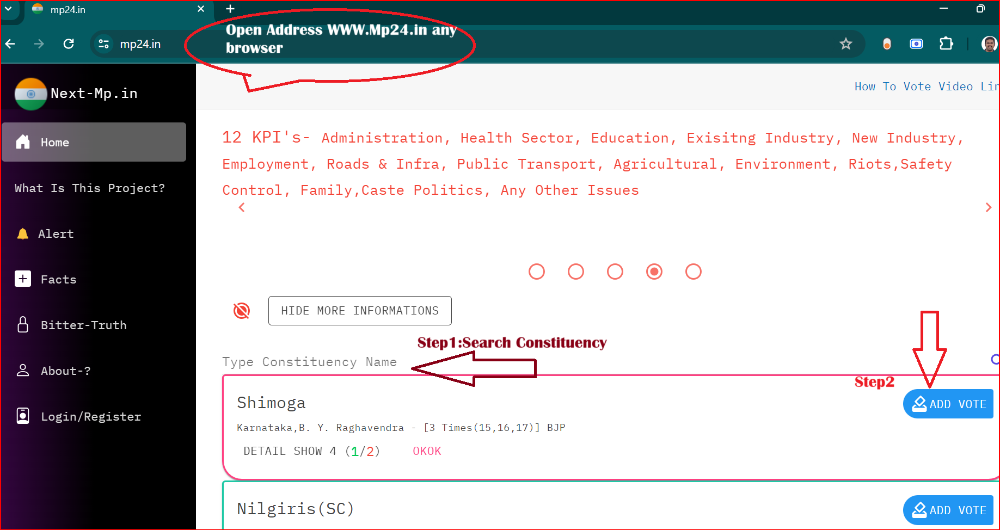 mp24.in
Open Address WWW.Mp24.in any
browser
mp24.in
Next-Mp.in
How To Vote Video Lin
Home
What Is This Project?
Alert
Facts
Bitter-Truth
About-?
Login/Register
12 KPI's- Administration, Health Sector, Education, Exisitng Industry, New Industry,
Employment, Roads & Infra, Public Transport, Agricultural, Environment, Riots,Safety
Control, Family,Caste Politics, Any Other Issues
HIDE MORE INFORMATIONS
Step1:Search Constituency
Type Constituency Name
Step2
Shimoga
ADD VOTE
Karnataka,B. Y. Raghavendra - [3 Times(15,16,17)] BJP
DETAIL SHOW 4 (1/2) OKOK
Nilgiris(SC)
ADD VOTE